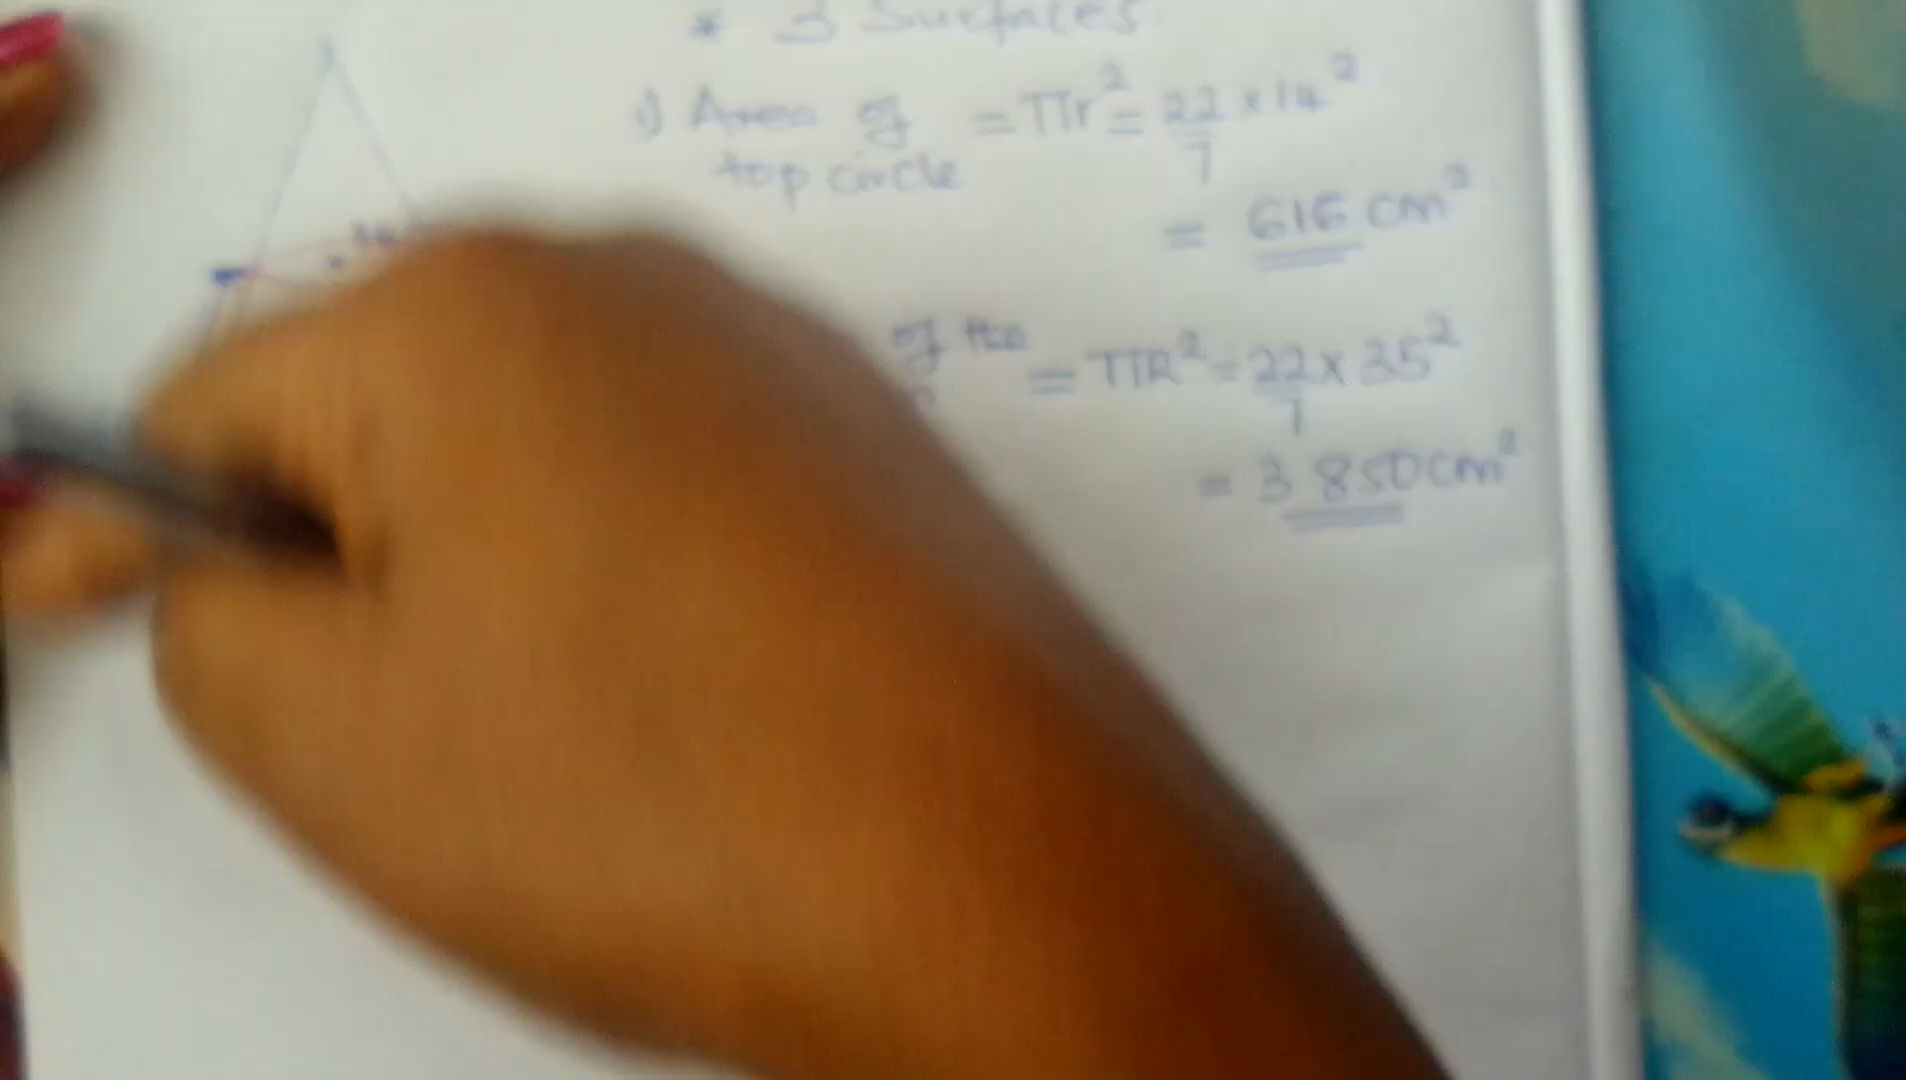 * 3 Surfaces.
i) Area of = πr² = 22/7 x 14²
top circle
= 616 cm²
of the = πR² = 22/7 x 35²
= 3 850 cm²